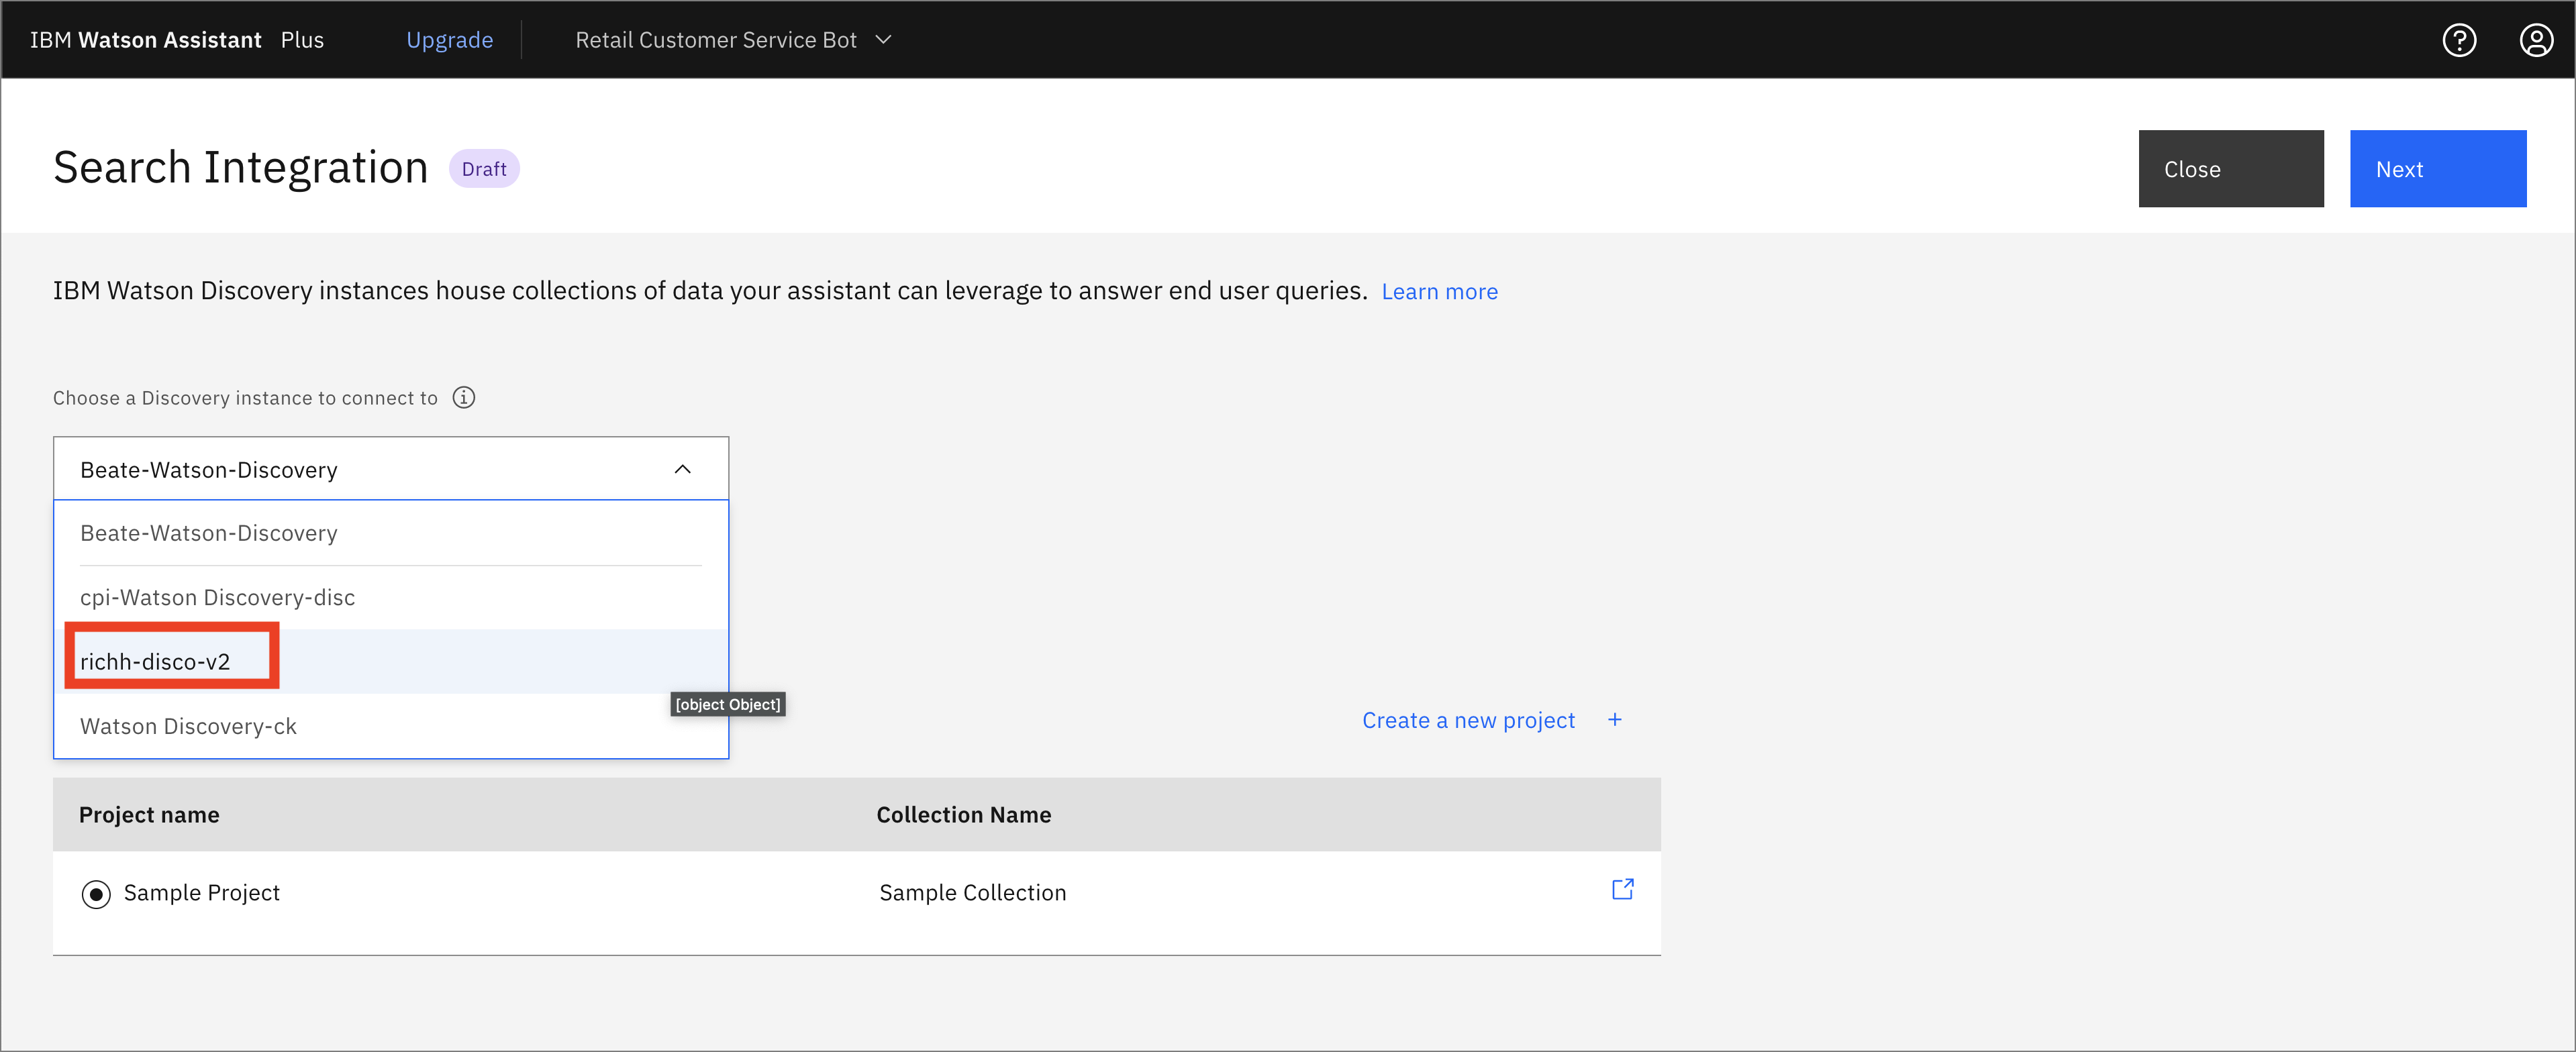 IBM Watson Assistant Plus Upgrade Retail Customer Service Bot
Search Integration Draft Close Next
IBM Watson Discovery instances house collections of data your assistant can leverage to answer end user queries. Learn more
Choose a Discovery instance to connect to
Beate-Watson-Discovery
Beate-Watson-Discovery
cpi-Watson Discovery-disc
richh-disco-v2
[object Object]
Watson Discovery-ck
Create a new project +
Project name Collection Name
Sample Project Sample Collection